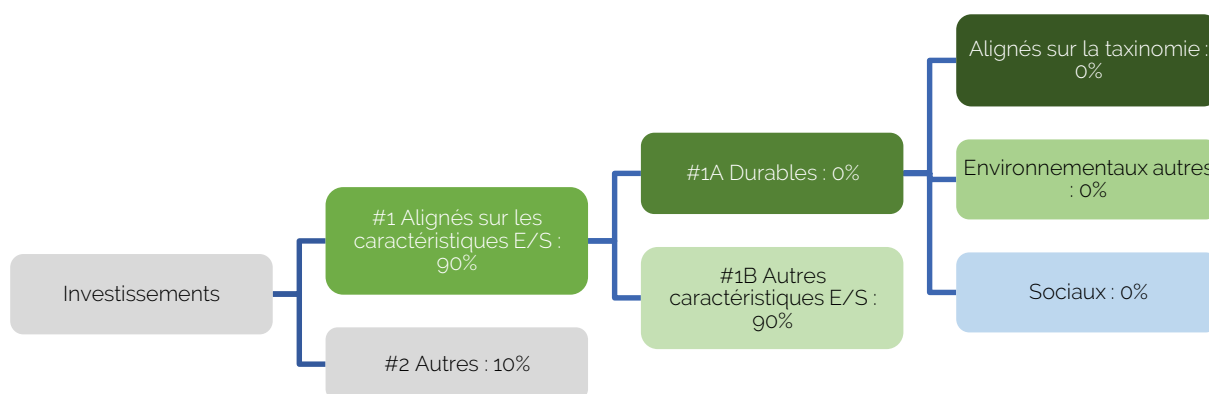 Investissements
#1 Alignés sur les
caractéristiques E/S :
90%
#2 Autres : 10%
#1A Durables : 0%
#1B Autres
caractéristiques E/S :
90%
Alignés sur la taxinomie :
0%
Environnementaux autres
: 0%
Sociaux : 0%